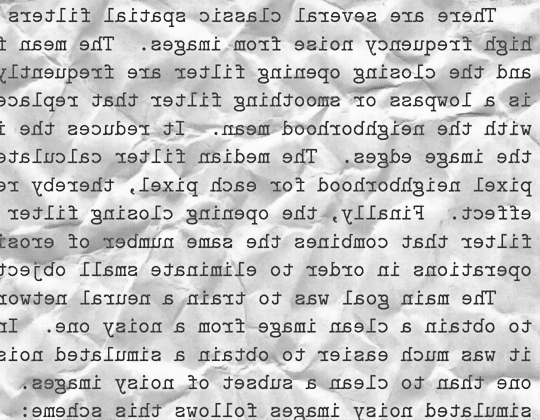 There are several classic spatial filters
high frequency noise from images. The mean f
and the closing opening filter are frequently
is a lowpass or smoothing filter that replace
with the neighborhood mean. It reduces the i
the image edges. The median filter calculate
pixel neighborhood for each pixel, thereby re
effect. Finally, the opening closing filter
filter that combines the same number of erosi
operations in order to eliminate small object
The main goal was to train a neural networ
to obtain a clean image from a noisy one. In
it was much easier to obtain a simulated nois
one than to clean a subset of noisy images.
simulated noisy images follows this scheme: